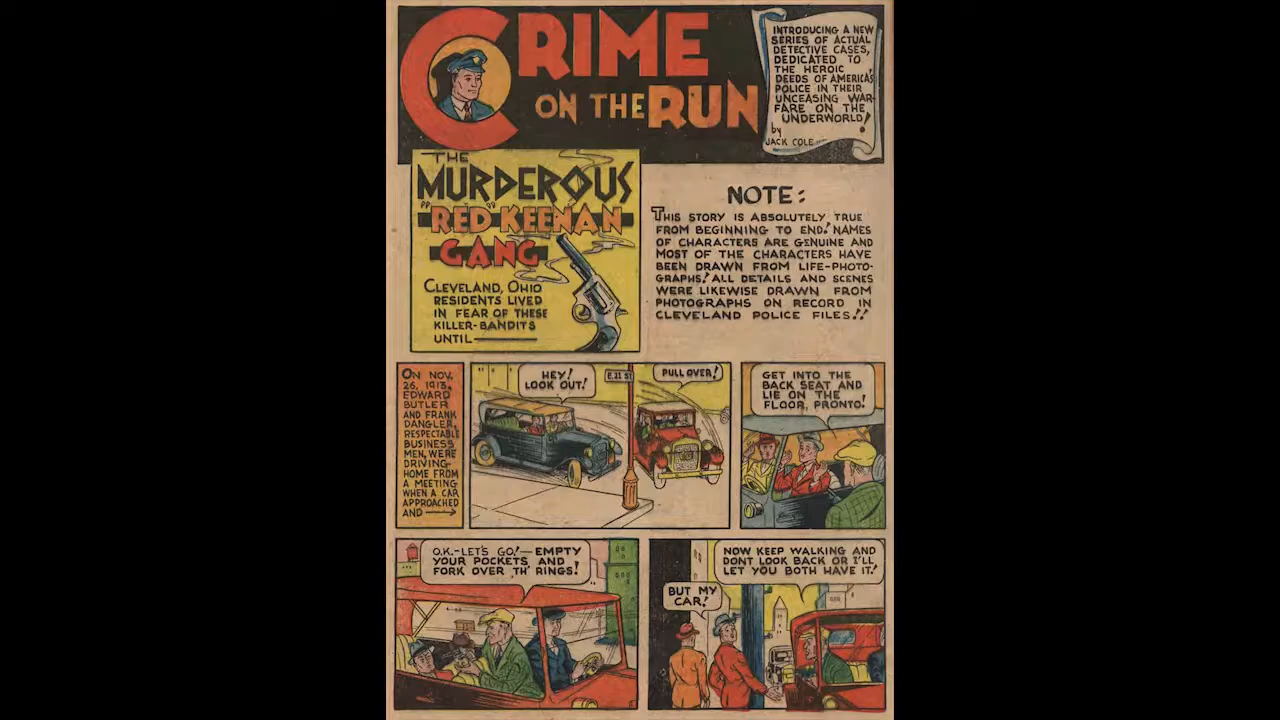 CRIME
ON THE RUN
INTRODUCING A NEW
SERIES OF ACTUAL
DETECTIVE CASES,
DEDICATED TO
THE HEROIC
DEEDS OF AMERICA'S
POLICE IN THEIR
UNCEASING WAR-
FARE ON THE
UNDERWORLD!
by
JACK COLE
THE
MURDEROUS
"RED" KEENAN
GANG
CLEVELAND, OHIO
RESIDENTS LIVED
IN FEAR OF THESE
KILLER-BANDITS
UNTIL
NOTE:
THIS STORY IS ABSOLUTELY TRUE
FROM BEGINNING TO END! NAMES
OF CHARACTERS ARE GENUINE AND
MOST OF THE CHARACTERS HAVE
BEEN DRAWN FROM LIFE-PHOTO-
GRAPHS! ALL DETAILS AND SCENES
WERE LIKEWISE DRAWN FROM
PHOTOGRAPHS ON RECORD IN
CLEVELAND POLICE FILES!!
ON NOV.
26, 1913,
EDWARD
BUTLER
AND FRANK
DANGLER,
RESPECTABLE
BUSINESS
MEN, WERE
DRIVING
HOME FROM
A MEETING
WHEN A CAR
APPROACHED
AND
HEY!
LOOK OUT!
E.21 ST
PULL OVER!
GET INTO THE
BACK SEAT AND
LIE ON THE
FLOOR, PRONTO!
O.K.-LET'S GO!-EMPTY
YOUR POCKETS AND
FORK OVER TH' RINGS!
NOW KEEP WALKING AND
DONT LOOK BACK OR I'LL
LET YOU BOTH HAVE IT!
BUT MY
CAR!